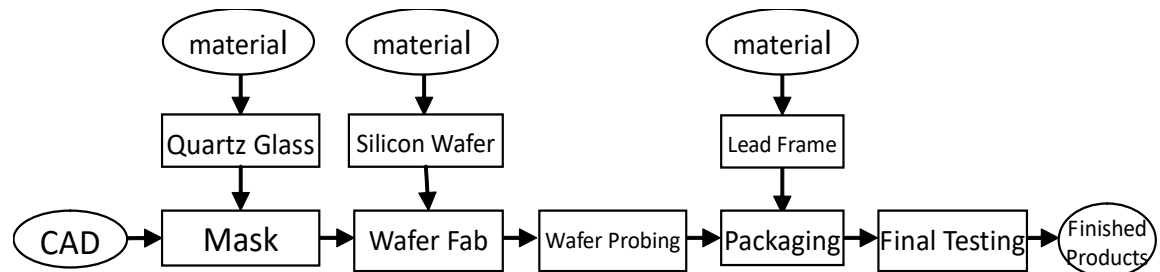 material
material
material
Quartz Glass
Silicon Wafer
Lead Frame
CAD
Mask
Wafer Fab
Wafer Probing
Packaging
Final Testing
Finished
Products